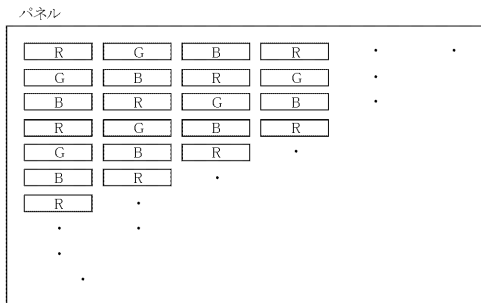 パネル
R G B R ・ ・
G B R G ・
B R G B ・
R G B R
G B R ・
B R ・
R ・
・ ・
・
・